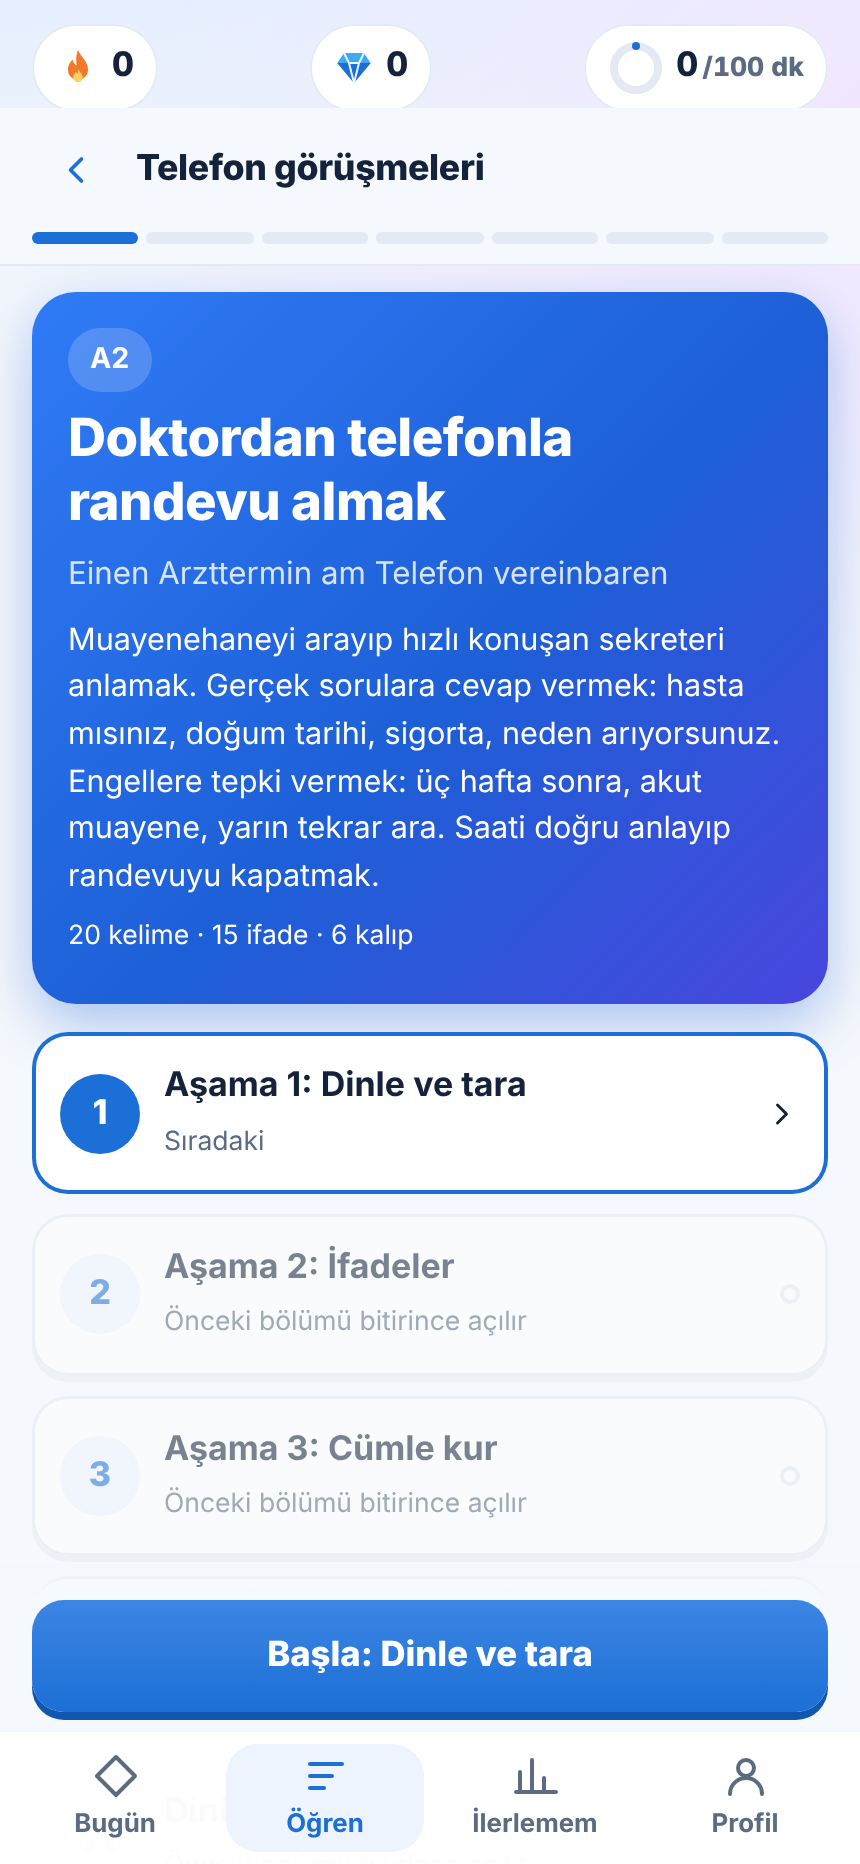 0
0
0/100 dk
Telefon görüşmeleri
A2
Doktordan telefonla
randevu almak
Einen Arzttermin am Telefon vereinbaren
Muayenehaneyi arayıp hızlı konuşan sekreteri
anlamak. Gerçek sorulara cevap vermek: hasta
mısınız, doğum tarihi, sigorta, neden arıyorsunuz.
Engellere tepki vermek: üç hafta sonra, akut
muayene, yarın tekrar ara. Saati doğru anlayıp
randevuyu kapatmak.
20 kelime · 15 ifade · 6 kalıp
1
Aşama 1: Dinle ve tara
Sıradaki
2
Aşama 2: İfadeler
Önceki bölümü bitirince açılır
3
Aşama 3: Cümle kur
Önceki bölümü bitirince açılır
Başla: Dinle ve tara
Bugün
Öğren
İlerlemem
Profil